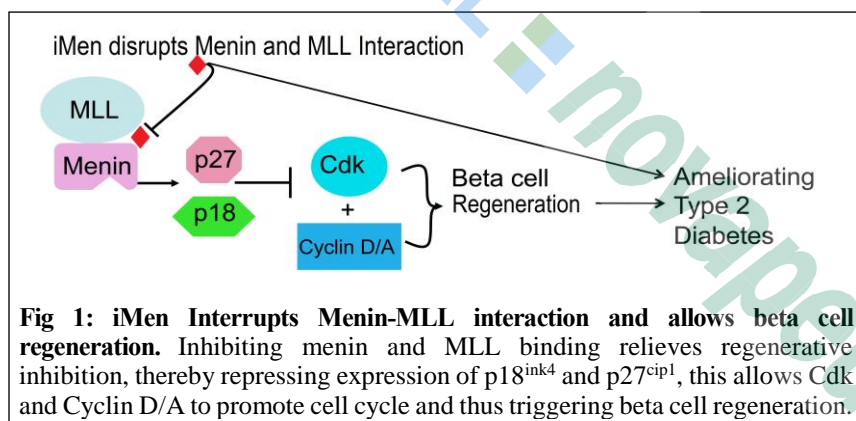 iMen disrupts Menin and MLL Interaction
MLL
Menin
p27
p18
Cdk
+
Cyclin D/A
Beta cell
Regeneration
Ameliorating
Type 2
Diabetes
Fig 1: iMen Interrupts Menin-MLL interaction and allows beta cell
regeneration. Inhibiting menin and MLL binding relieves regenerative
inhibition, thereby repressing expression of p18ink4 and p27cip1, this allows Cdk
and Cyclin D/A to promote cell cycle and thus triggering beta cell regeneration.